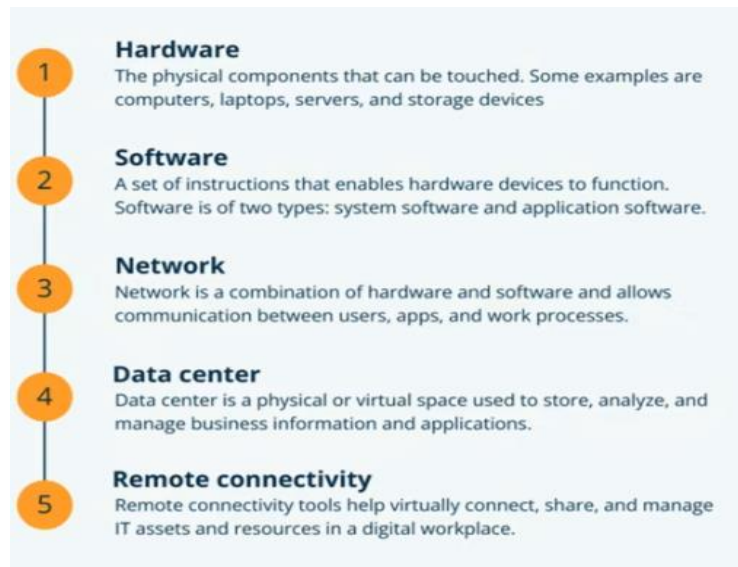 1
Hardware
The physical components that can be touched. Some examples are
computers, laptops, servers, and storage devices
2
Software
A set of instructions that enables hardware devices to function.
Software is of two types: system software and application software.
3
Network
Network is a combination of hardware and software and allows
communication between users, apps, and work processes.
4
Data center
Data center is a physical or virtual space used to store, analyze, and
manage business information and applications.
5
Remote connectivity
Remote connectivity tools help virtually connect, share, and manage
IT assets and resources in a digital workplace.